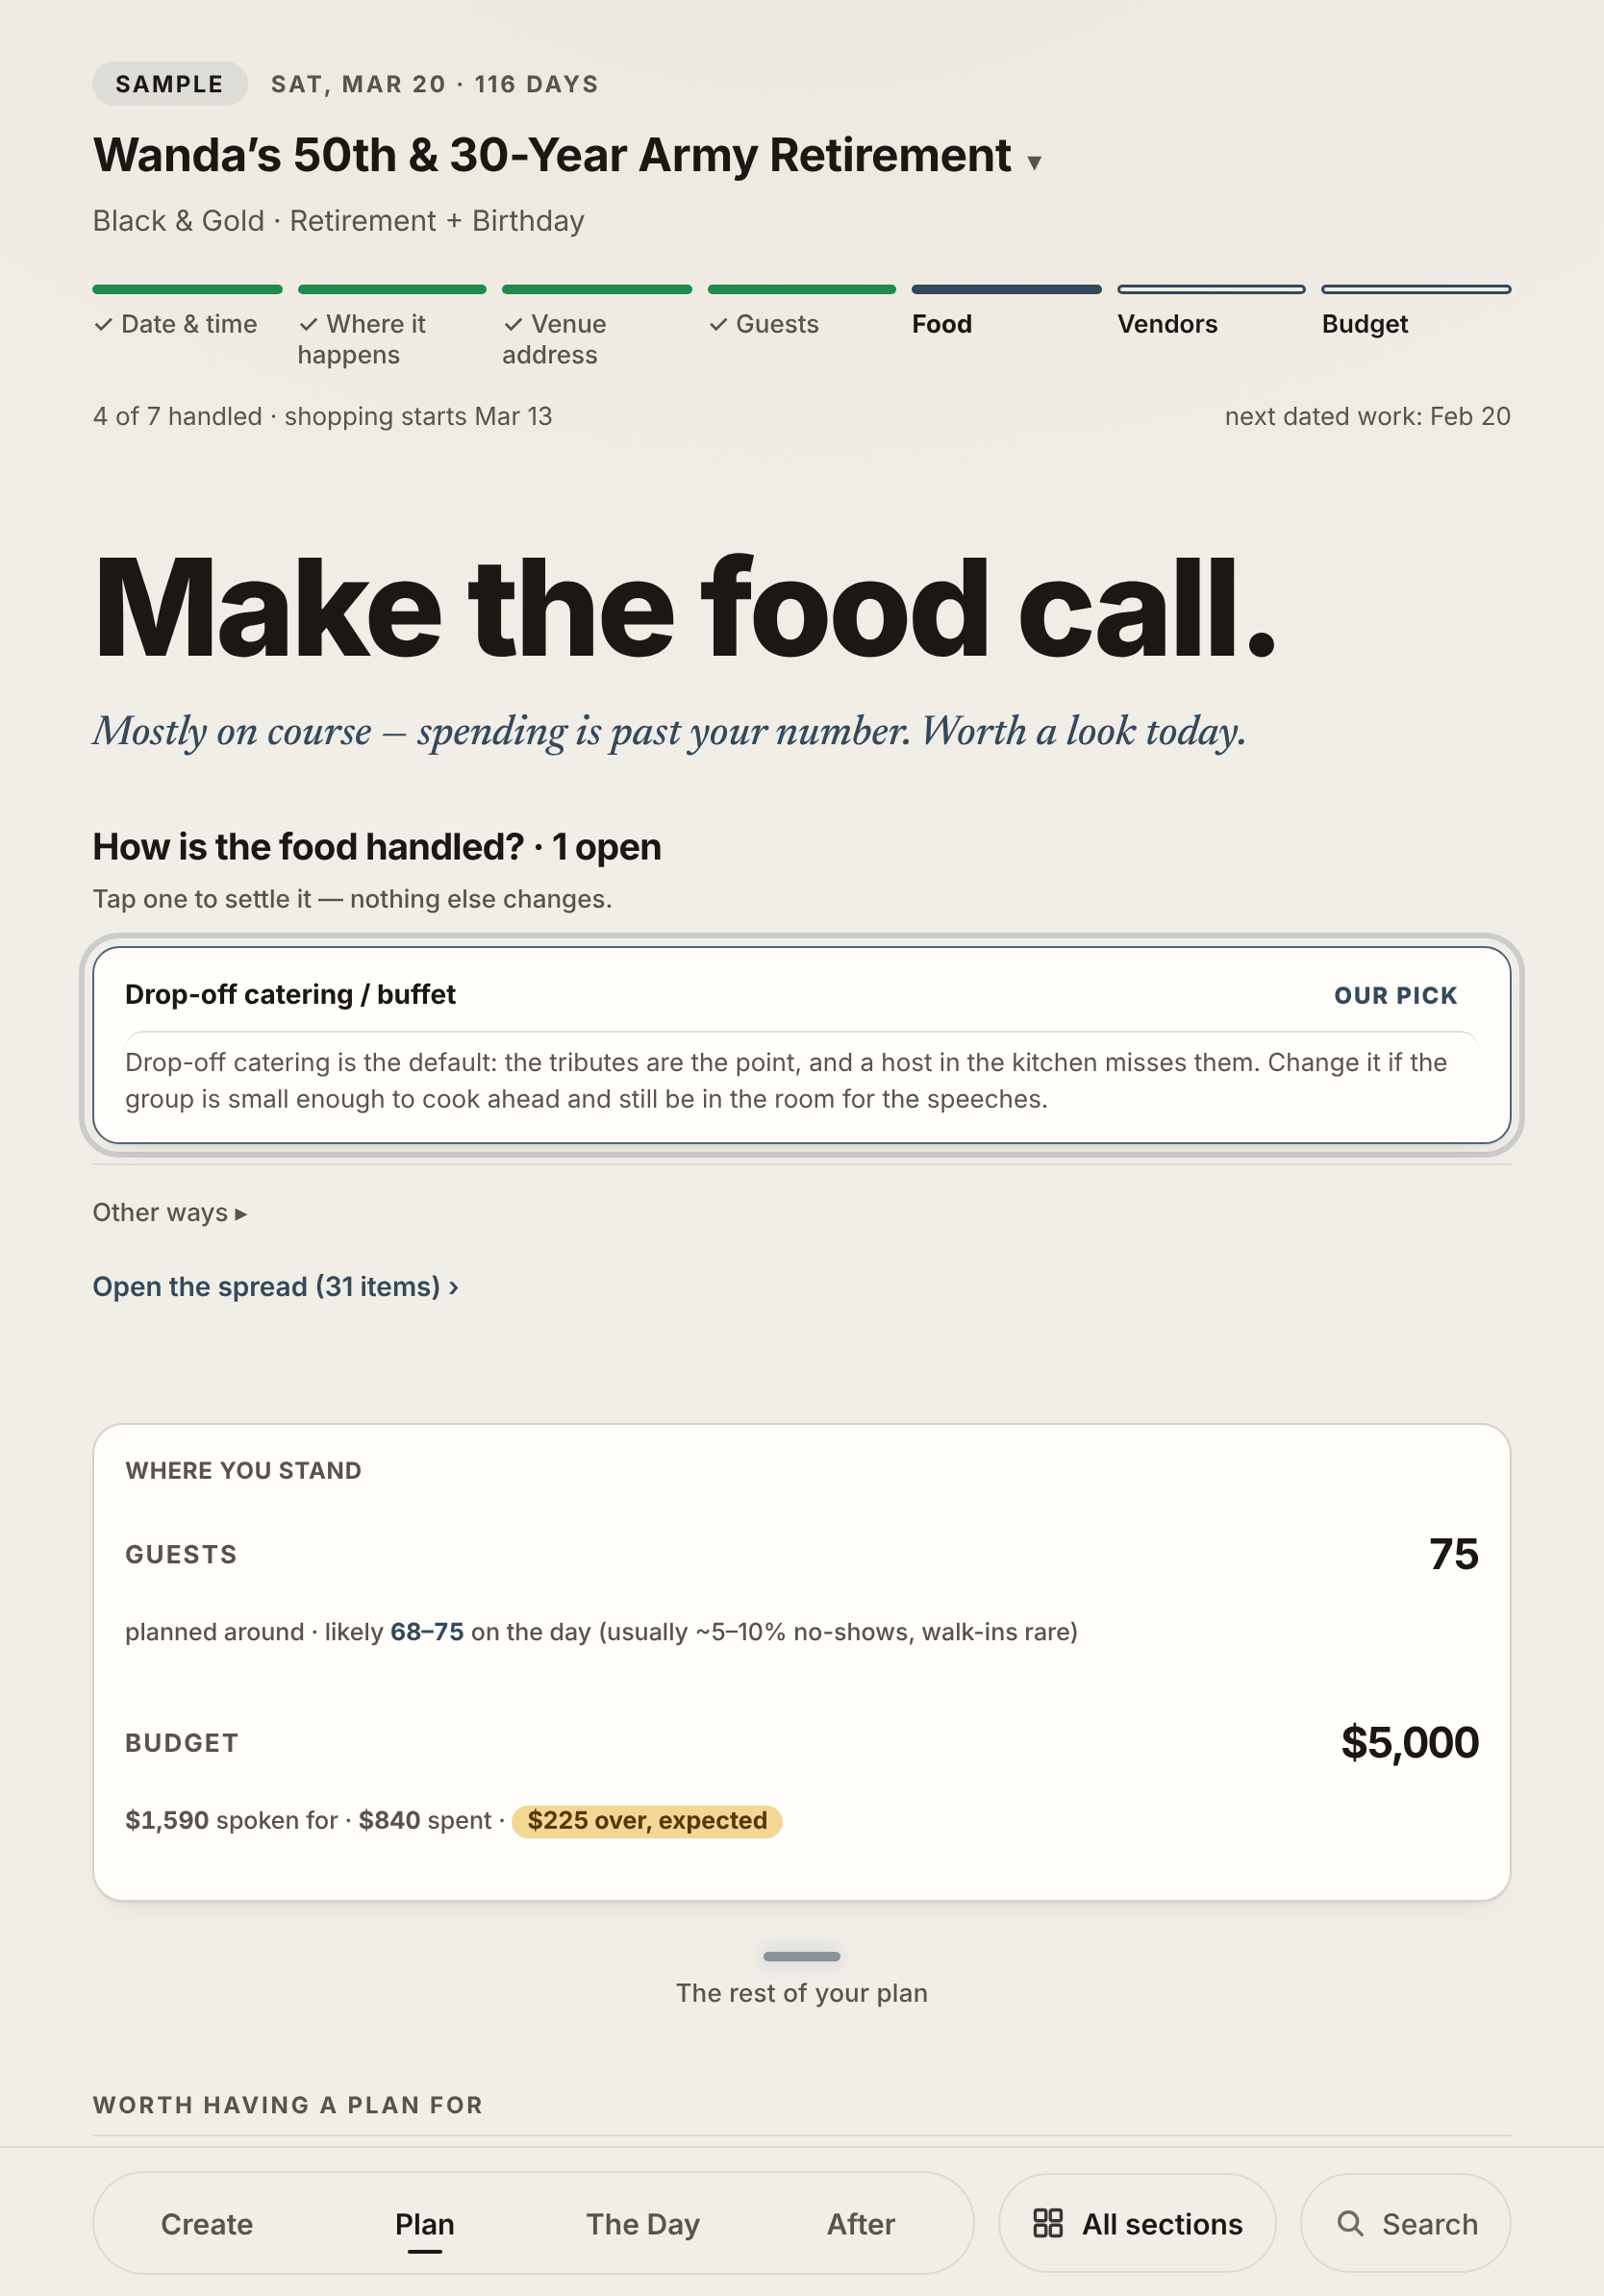 SAMPLE SAT, MAR 20 · 116 DAYS
Wanda’s 50th & 30-Year Army Retirement ▾
Black & Gold · Retirement + Birthday
✓ Date & time ✓ Where it happens ✓ Venue address ✓ Guests Food Vendors Budget
4 of 7 handled · shopping starts Mar 13 next dated work: Feb 20
Make the food call.
Mostly on course – spending is past your number. Worth a look today.
How is the food handled? · 1 open
Tap one to settle it — nothing else changes.
Drop-off catering / buffet OUR PICK
Drop-off catering is the default: the tributes are the point, and a host in the kitchen misses them. Change it if the
group is small enough to cook ahead and still be in the room for the speeches.
Other ways ▸
Open the spread (31 items) ›
WHERE YOU STAND
GUESTS 75
planned around · likely 68–75 on the day (usually ~5–10% no-shows, walk-ins rare)
BUDGET $5,000
$1,590 spoken for · $840 spent · $225 over, expected
The rest of your plan
WORTH HAVING A PLAN FOR
Create Plan The Day After All sections Search